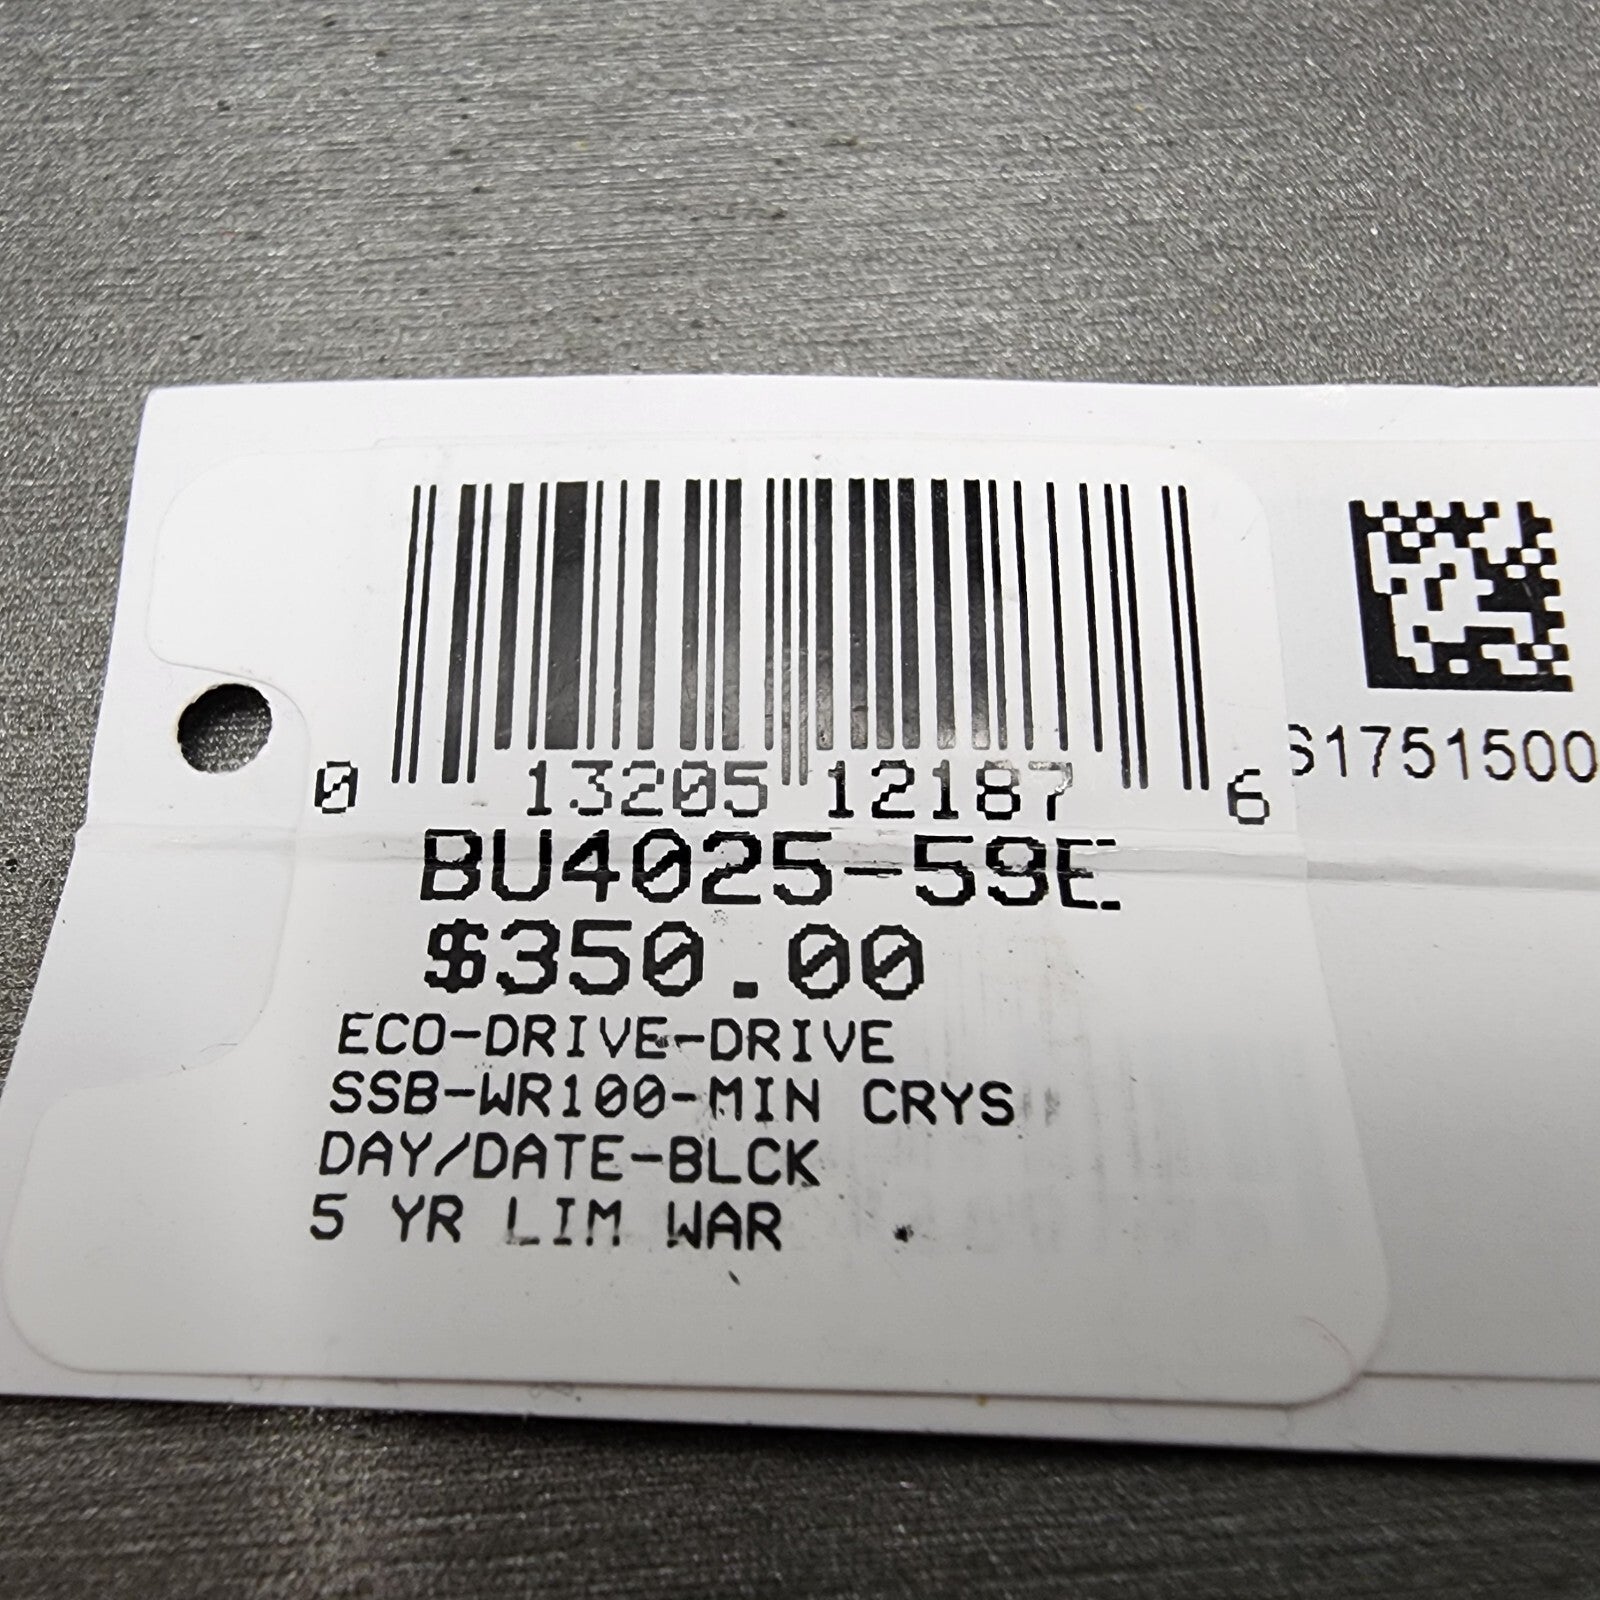 0 13205 12187 6
S1751500
BU4025-59E
$350.00
ECO-DRIVE-DRIVE
SSB-WR100-MIN CRYS
DAY/DATE-BLCK
5 YR LIM WAR